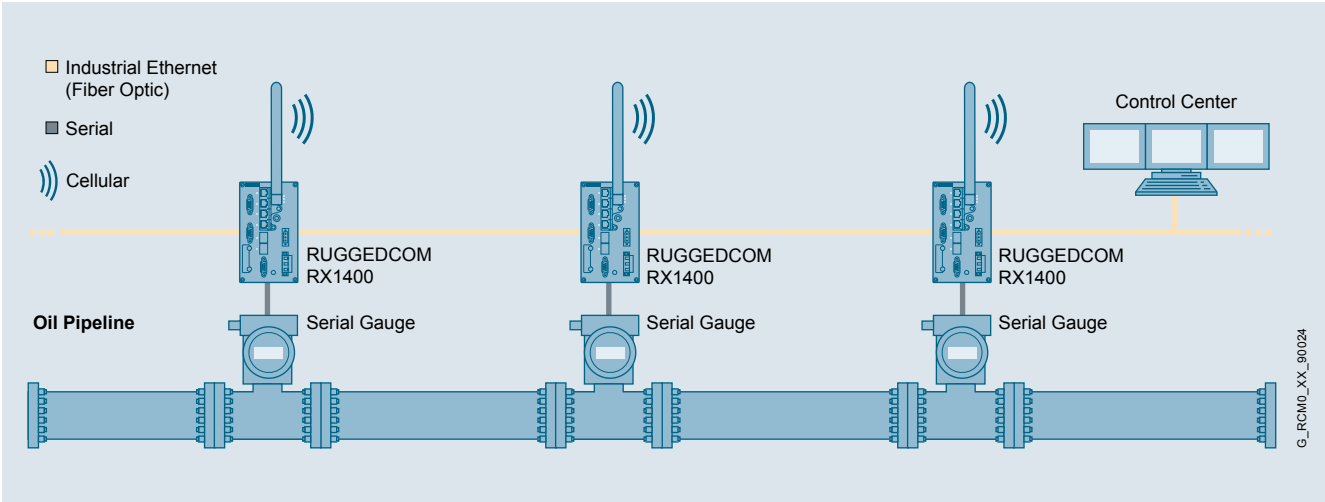 Industrial Ethernet
(Fiber Optic)
Serial
Cellular
Control Center
RUGGEDCOM
RX1400
RUGGEDCOM
RX1400
RUGGEDCOM
RX1400
Oil Pipeline
Serial Gauge
Serial Gauge
Serial Gauge
G_RCM0_XX_90024